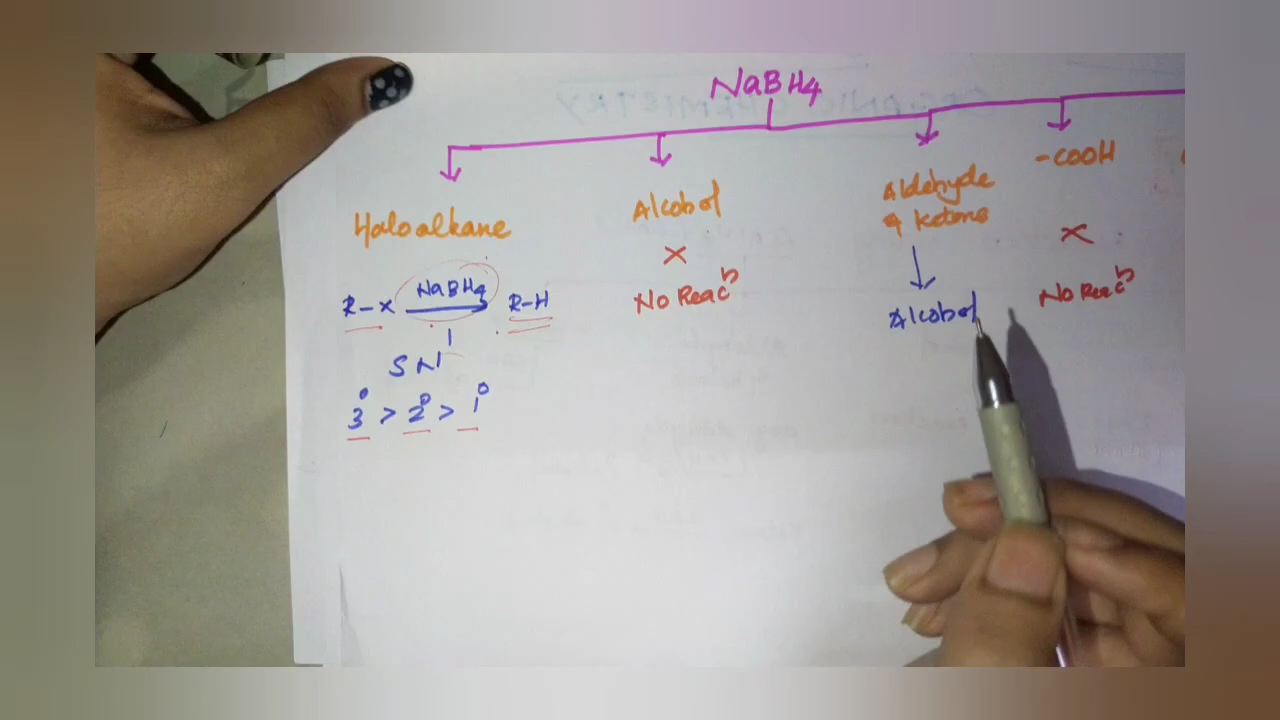 NaBH4
Haloalkane
R-X NaBH4 R-H
SN1
3° > 2° > 1°
Alcohol
×
No Reacⁿ
Aldehyde
& Ketone
Alcohol
-COOH
×
No Reacⁿ